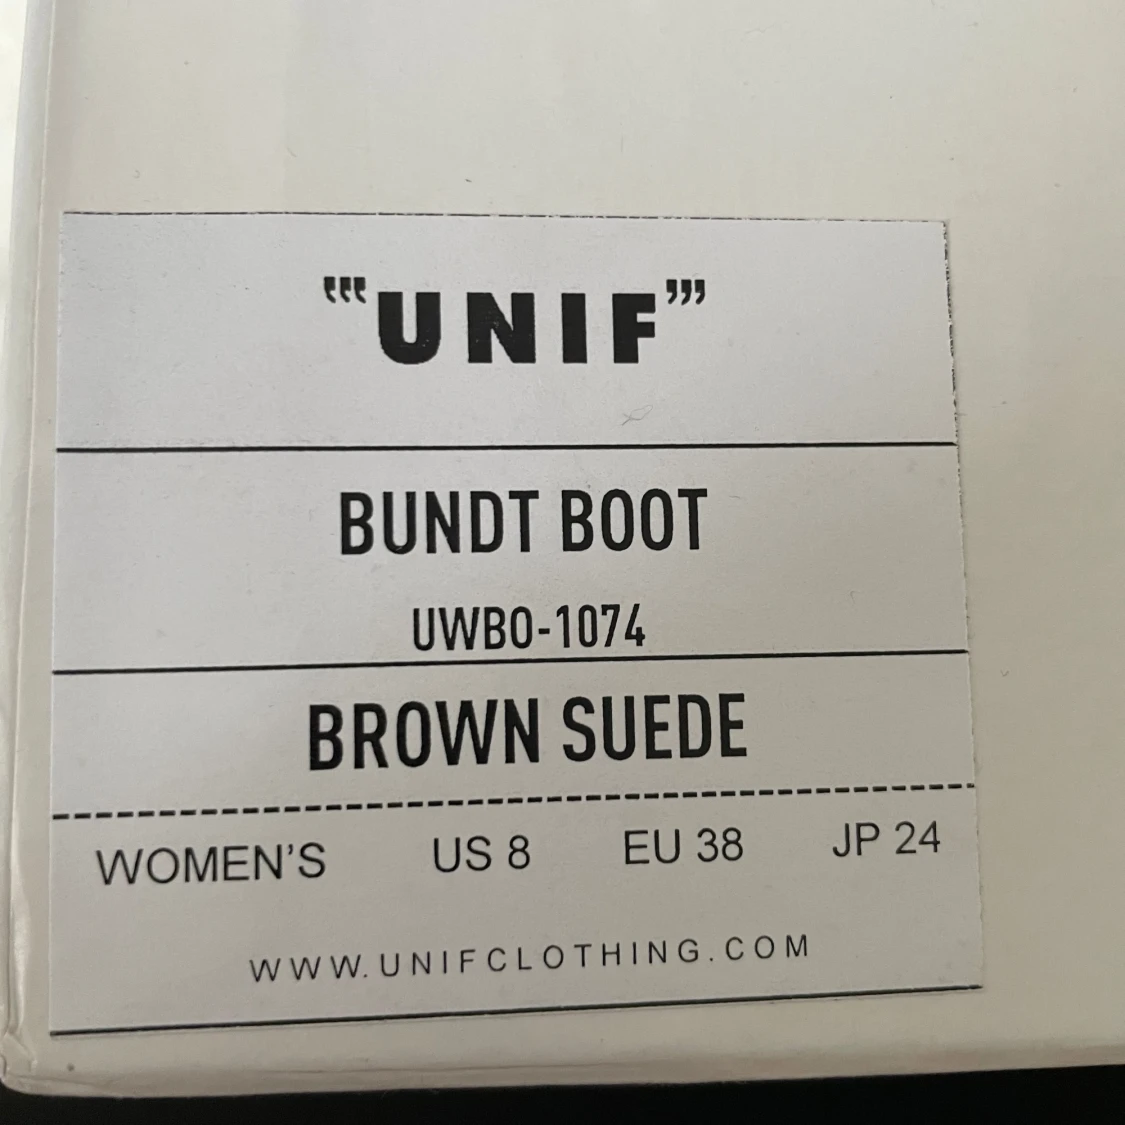 "'UNIF'"
BUNDT BOOT
UWBO-1074
BROWN SUEDE
WOMEN'S US 8 EU 38 JP 24
WWW.UNIFCLOTHING.COM